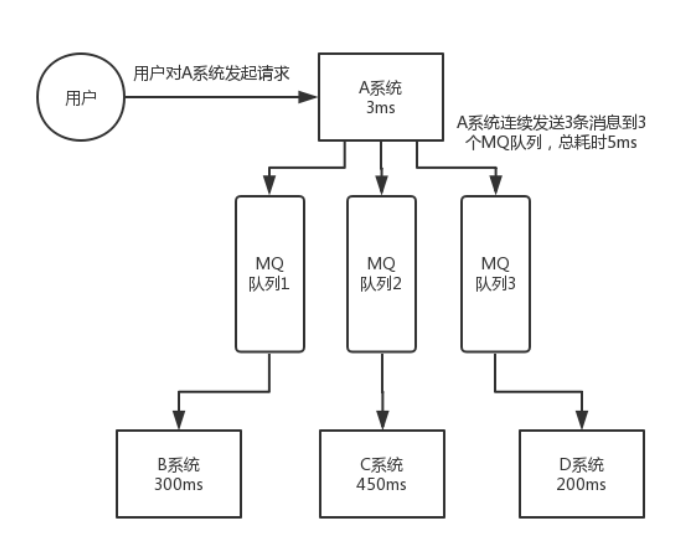 用户对A系统发起请求
用户
A系统
3ms
A系统连续发送3条消息到3
个MQ队列，总耗时5ms
MQ
队列1
MQ
队列2
MQ
队列3
B系统
300ms
C系统
450ms
D系统
200ms